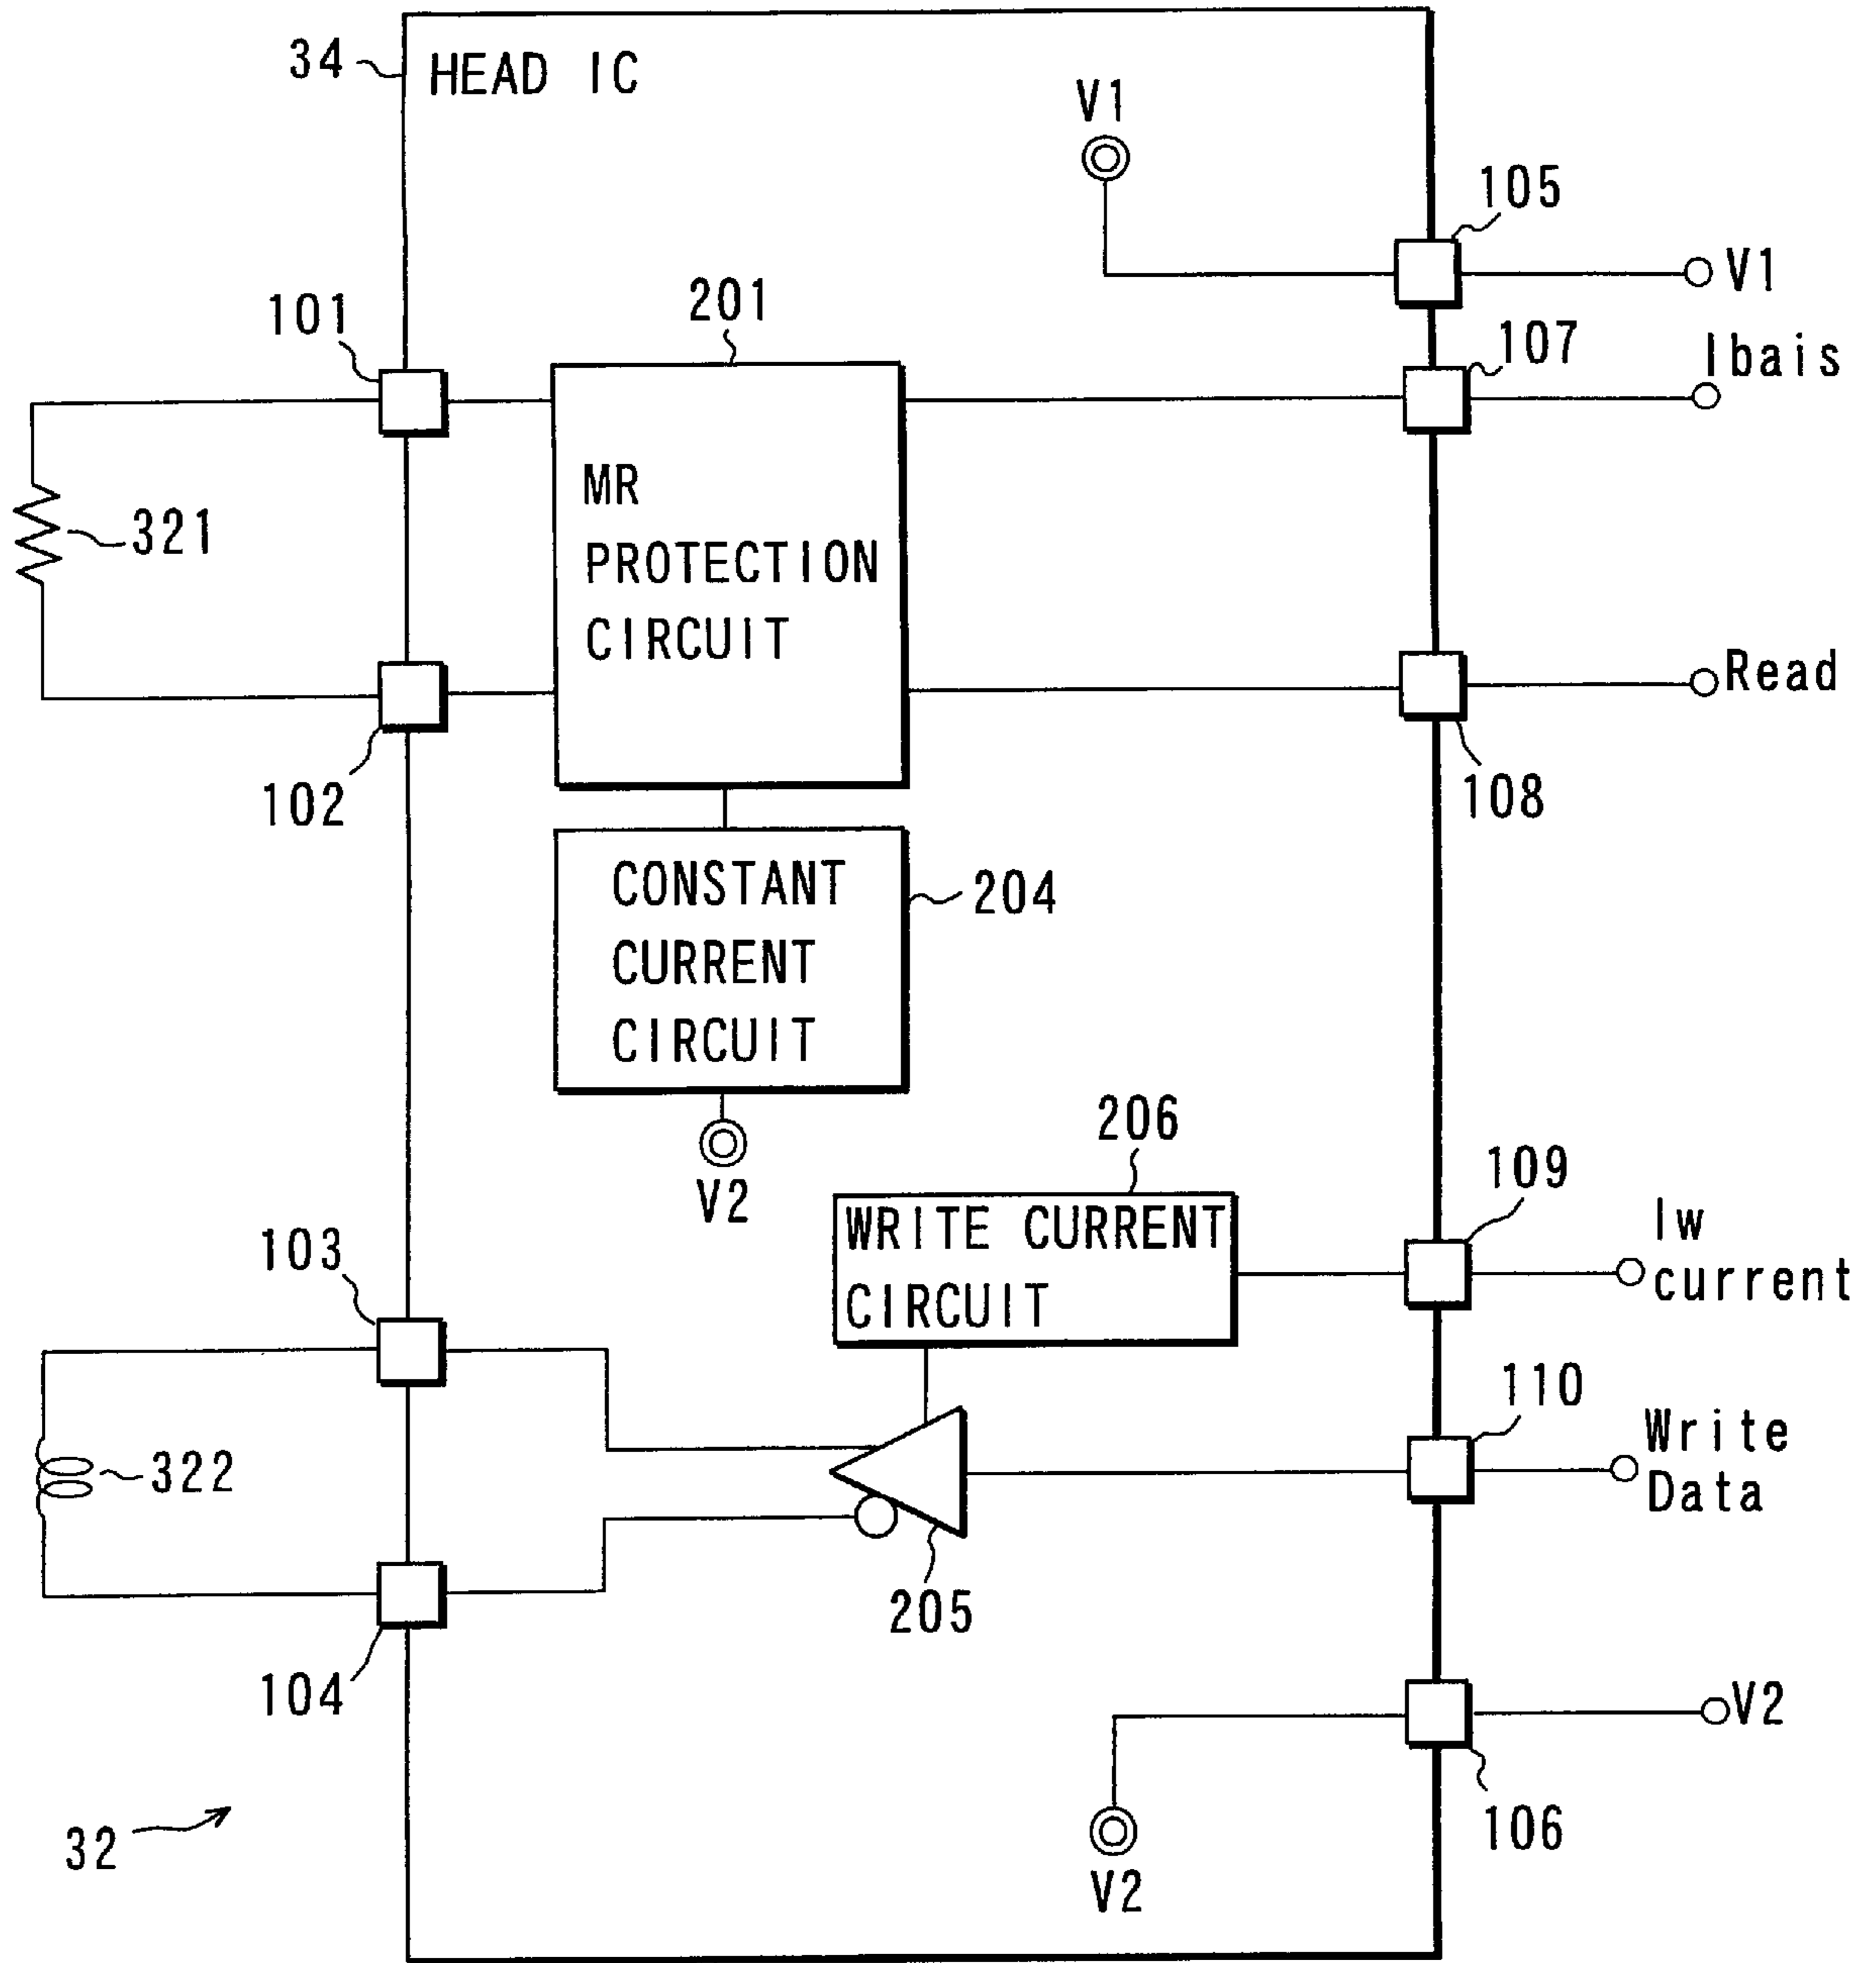 34
HEAD IC
V1
105
V1
101
201
107
Ibais
MR
PROTECTION
CIRCUIT
321
Read
102
108
CONSTANT
CURRENT
CIRCUIT
204
V2
206
109
Iw
current
WRITE CURRENT
CIRCUIT
103
110
Write
Data
322
205
104
V2
106
32
V2